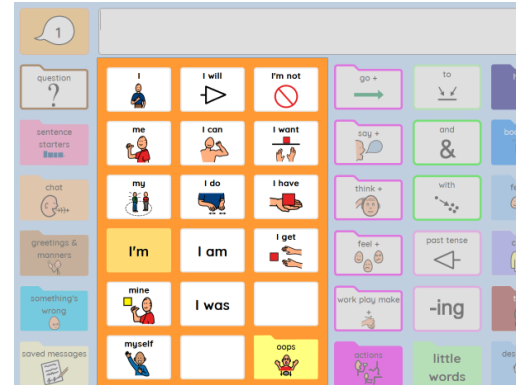 1
question
?
sentence
starters
chat
greetings &
manners
something's
wrong
saved messages
I
I will
I'm not
me
I can
I want
my
I do
I have
I'm
I am
I get
mine
I was
myself
oops
go +
to
say +
and
&
think +
with
feel +
past tense
work play make
+
-ing
actions
little
words